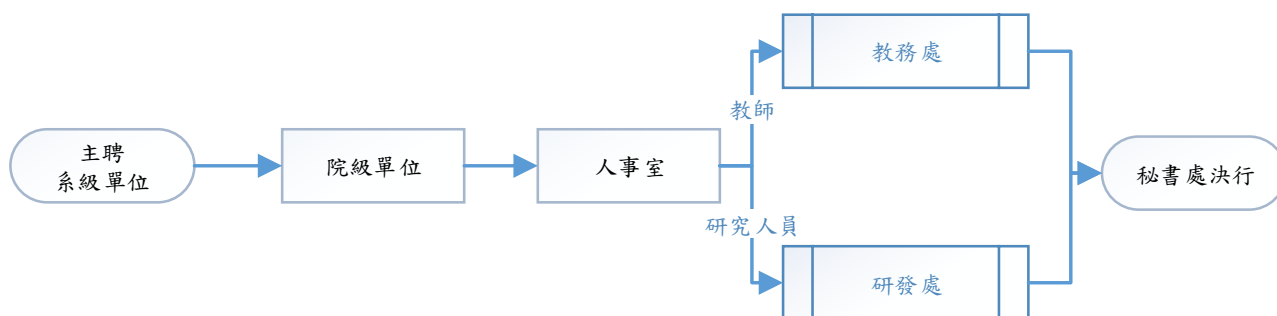 主聘
系級單位
院級單位
人事室
教師
研究人員
教務處
研發處
秘書處決行